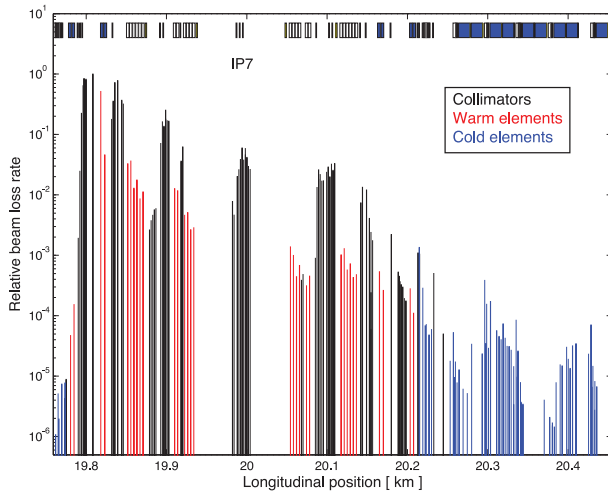 10^1
10^0
10^-1
10^-2
10^-3
10^-4
10^-5
10^-6
Relative beam loss rate
IP7
Collimators
Warm elements
Cold elements
19.8 19.9 20 20.1 20.2 20.3 20.4
Longitudinal position [ km ]